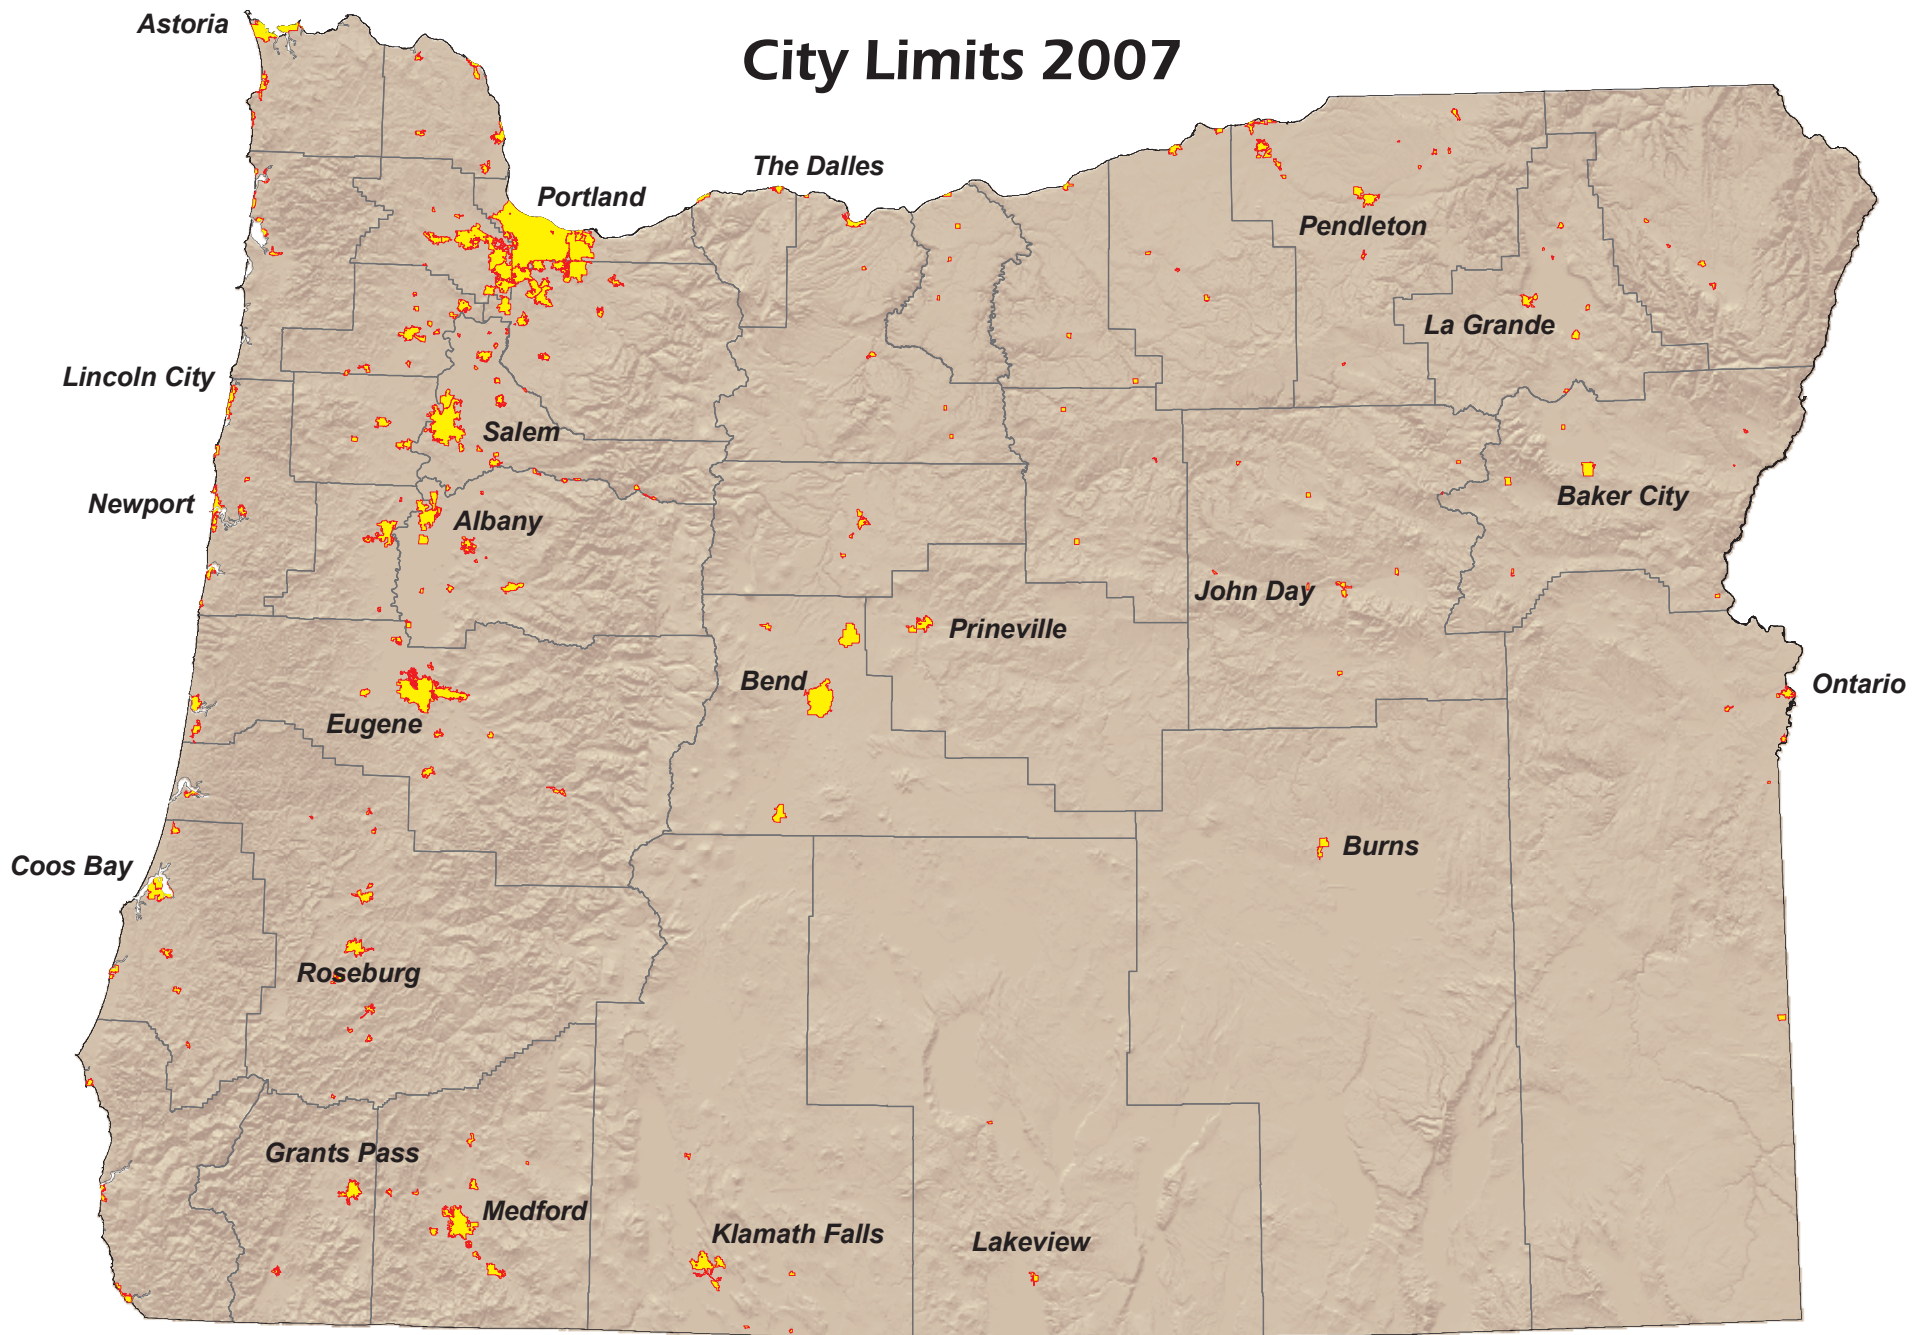 Astoria
City Limits 2007
The Dalles
Portland
Pendleton
La Grande
Lincoln City
Salem
Newport
Albany
Baker City
John Day
Prineville
Bend
Ontario
Eugene
Burns
Coos Bay
Roseburg
Grants Pass
Medford
Klamath Falls
Lakeview